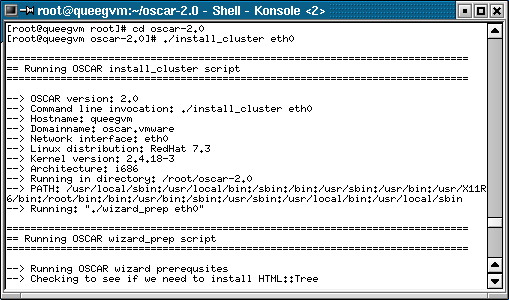 root@queegvm:~/oscar-2.0 - Shell - Konsole <2>
[root@queegvm root]# cd oscar-2.0
[root@queegvm oscar-2.0]# ./install_cluster eth0
=============================================================================
== Running OSCAR install_cluster script
=============================================================================
--> OSCAR version: 2.0
--> Command line invocation: ./install_cluster eth0
--> Hostname: queegvm
--> Domainname: oscar.vmware
--> Network interface: eth0
--> Linux distribution: RedHat 7.3
--> Kernel version: 2.4.18-3
--> Architecture: i686
--> Running in directory: /root/oscar-2.0
--> PATH: /usr/local/sbin:/usr/local/bin:/sbin:/bin:/usr/sbin:/usr/bin:/usr/X11R
6/bin:/root/bin:/bin:/usr/bin:/sbin:/usr/sbin:/usr/local/bin:/usr/local/sbin
--> Running: "./wizard_prep eth0"
=============================================================================
== Running OSCAR wizard_prep script
=============================================================================
--> Running OSCAR wizard prerequsites
--> Checking to see if we need to install HTML::Tree